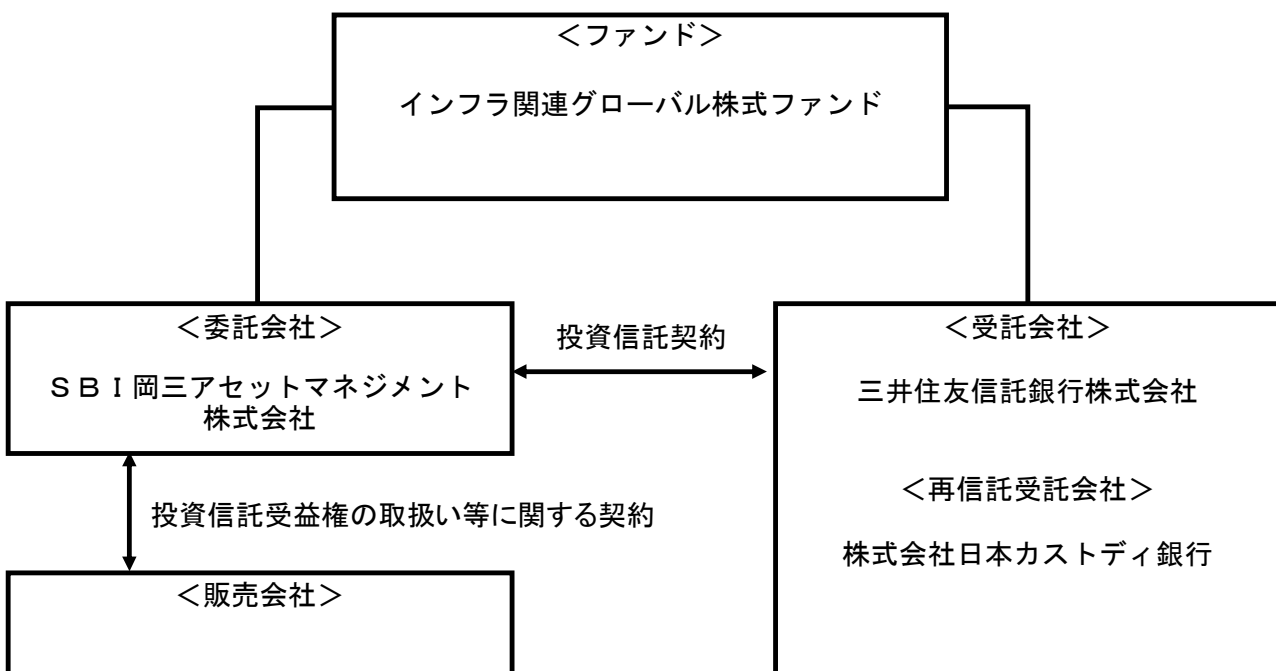 <ファンド>
インフラ関連グローバル株式ファンド
<委託会社>
SBI岡三アセットマネジメント
株式会社
投資信託契約
<受託会社>
三井住友信託銀行株式会社
<再信託受託会社>
株式会社日本カストディ銀行
投資信託受益権の取扱い等に関する契約
<販売会社>